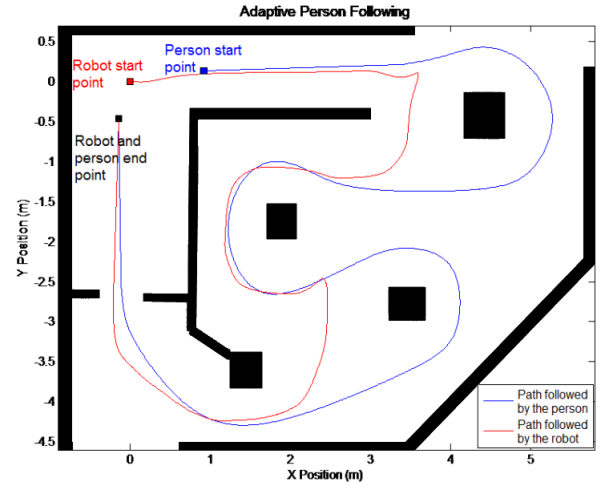 Adaptive Person Following
Person start
point
Robot start
point
Robot and
person end
point
Y Position (m)
0.5
0
-0.5
-1
-1.5
-2
-2.5
-3
-3.5
-4
-4.5
0
1
2
3
4
5
X Position (m)
Path followed
by the person
Path followed
by the robot